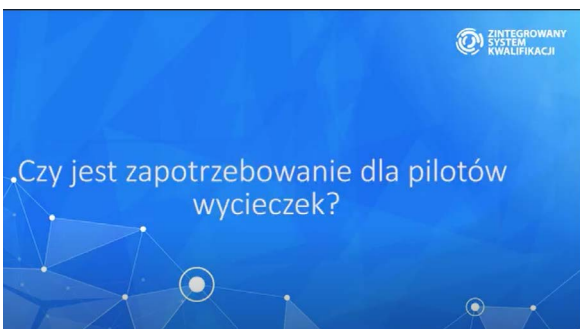 ZINTEGROWANY
SYSTEM
KWALIFIKACJI
Czy jest zapotrzebowanie dla pilotów
wycieczek?